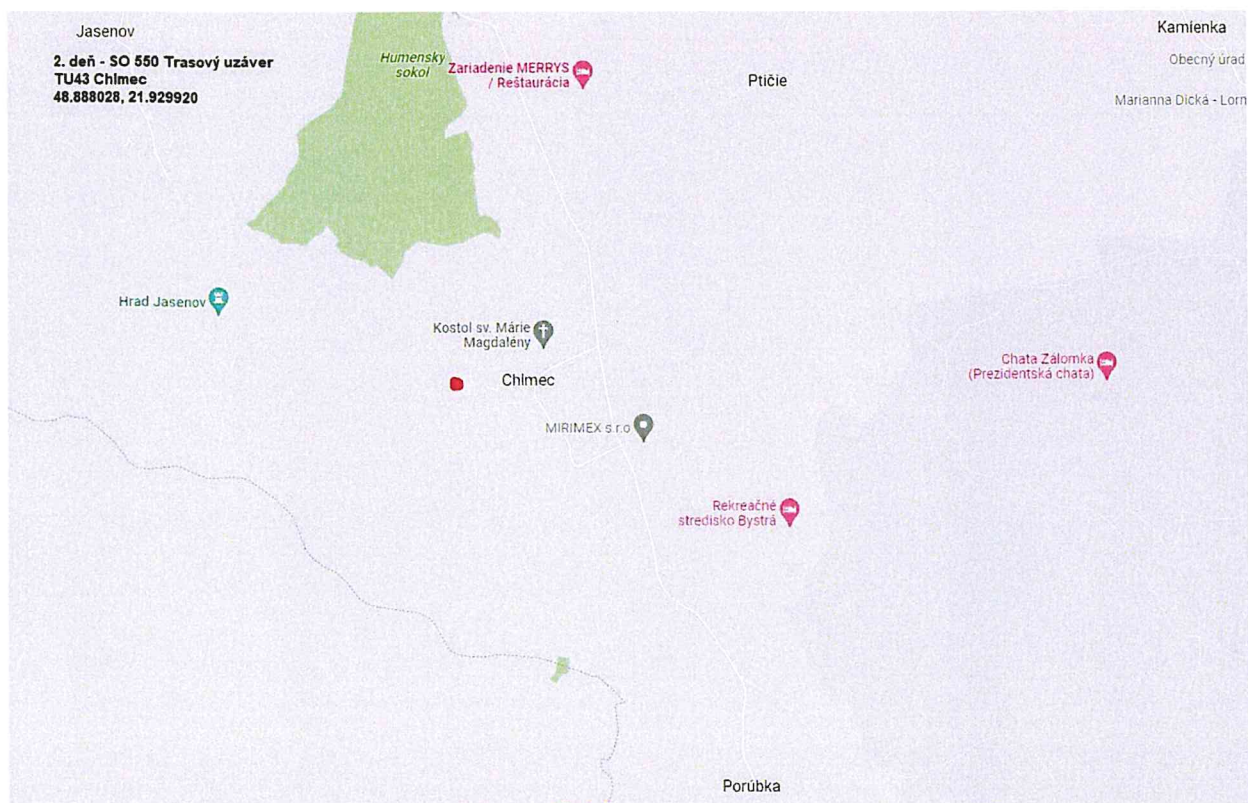 Jasenov
2. deň - SO 550 Trasový uzáver
TU43 Chlmec
48.888028, 21.929920
Humenský
sokol
Zariadenie MERRYS
/ Reštaurácia
Ptičie
Kamienka
Obecný úrad
Marianna Dická - Lorn
Hrad Jasenov
Kostol sv. Márie
Magdalény
Chlmec
Chata Zálomka
(Prezidentská chata)
MIRIMEX s.r.o
Rekreačné
stredisko Bystrá
Porúbka